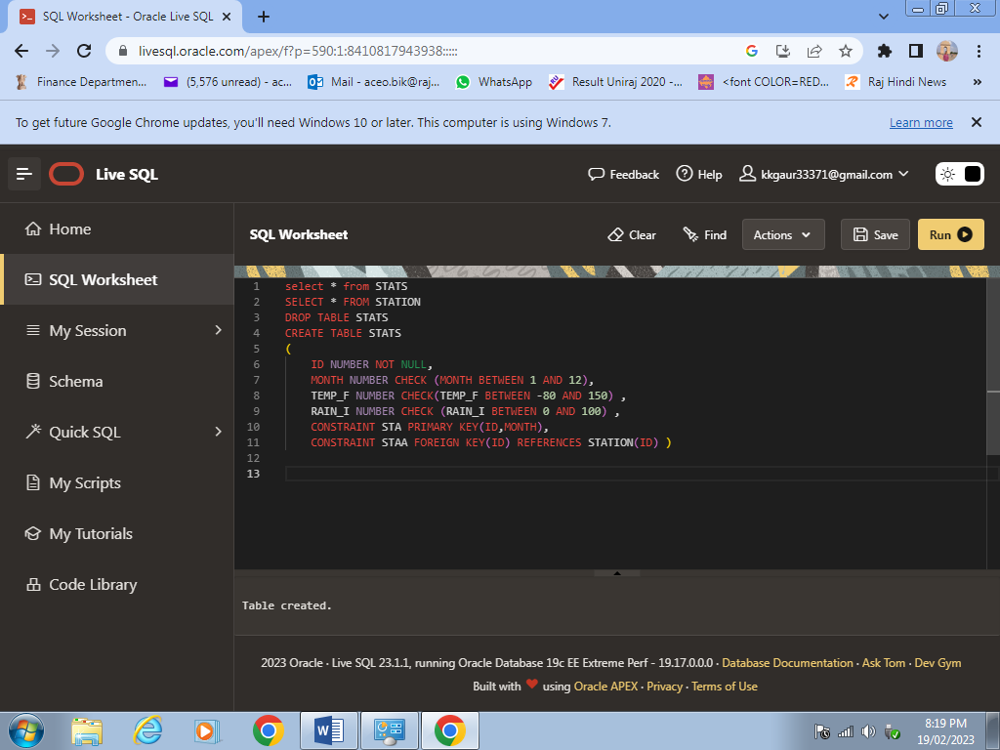 SQL Worksheet - Oracle Live SQL
livesql.oracle.com/apex/f?p=590:1:8410817943938:::::
Finance Departmen... (5,576 unread) - ac... Mail - aceo.bik@raj... WhatsApp Result Uniraj 2020 -... <font COLOR=RED... Raj Hindi News »
To get future Google Chrome updates, you'll need Windows 10 or later. This computer is using Windows 7. Learn more
Live SQL Feedback Help kkgaur33371@gmail.com
Home
SQL Worksheet
My Session
Schema
Quick SQL
My Scripts
My Tutorials
Code Library
SQL Worksheet Clear Find Actions Save Run
1 select * from STATS
2 SELECT * FROM STATION
3 DROP TABLE STATS
4 CREATE TABLE STATS
5 (
6 ID NUMBER NOT NULL,
7 MONTH NUMBER CHECK (MONTH BETWEEN 1 AND 12),
8 TEMP_F NUMBER CHECK(TEMP_F BETWEEN -80 AND 150) ,
9 RAIN_I NUMBER CHECK (RAIN_I BETWEEN 0 AND 100) ,
10 CONSTRAINT STA PRIMARY KEY(ID,MONTH),
11 CONSTRAINT STAA FOREIGN KEY(ID) REFERENCES STATION(ID) )
12
13
Table created.
2023 Oracle · Live SQL 23.1.1, running Oracle Database 19c EE Extreme Perf - 19.17.0.0.0 · Database Documentation · Ask Tom · Dev Gym
Built with ❤ using Oracle APEX · Privacy · Terms of Use
8:19 PM
19/02/2023